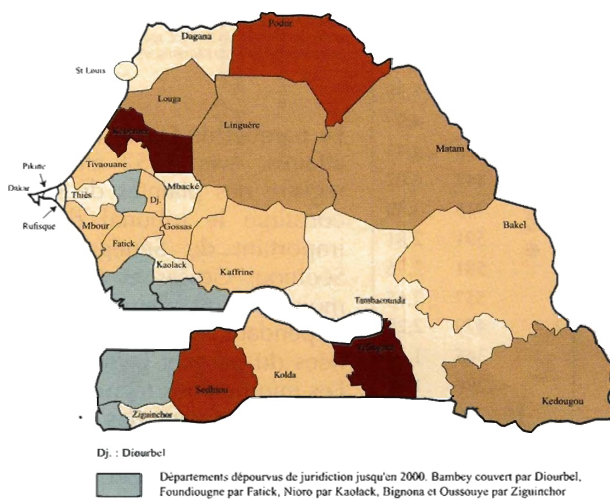 Podor
Dagana
St Louis
Louga
Linguère
Kébémer
Matam
Tivaouane
Pikine
Mbacké
Dakar
Thiès
Dj.
Rufisque
Mbour
Gossas
Bakel
Fatick
Kaolack
Kaffrine
Tambacounda
Sedhiou
Kolda
Kedougou
Ziguinchor
Dj. : Diourbel
Départements dépourvus de juridiction jusqu'en 2000. Bambey couvert par Diourbel,
Foundiougne par Fatick, Nioro par Kaolack, Bignona et Oussouye par Ziguinchor